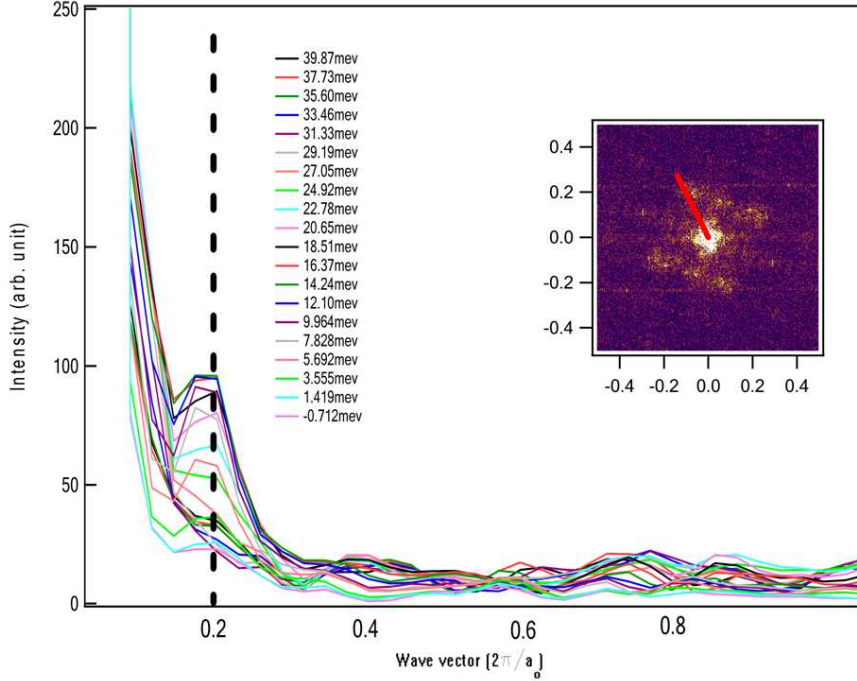 250
200
150
100
50
0
Intensity (arb. unit)
39.87mev
37.73mev
35.60mev
33.46mev
31.33mev
29.19mev
27.05mev
24.92mev
22.78mev
20.65mev
18.51mev
16.37mev
14.24mev
12.10mev
9.964mev
7.828mev
5.692mev
3.555mev
1.419mev
-0.712mev
0.4
0.2
0.0
-0.2
-0.4
-0.4 -0.2 0.0 0.2 0.4
0.2 0.4 0.6 0.8
Wave vector (2π/a₀)